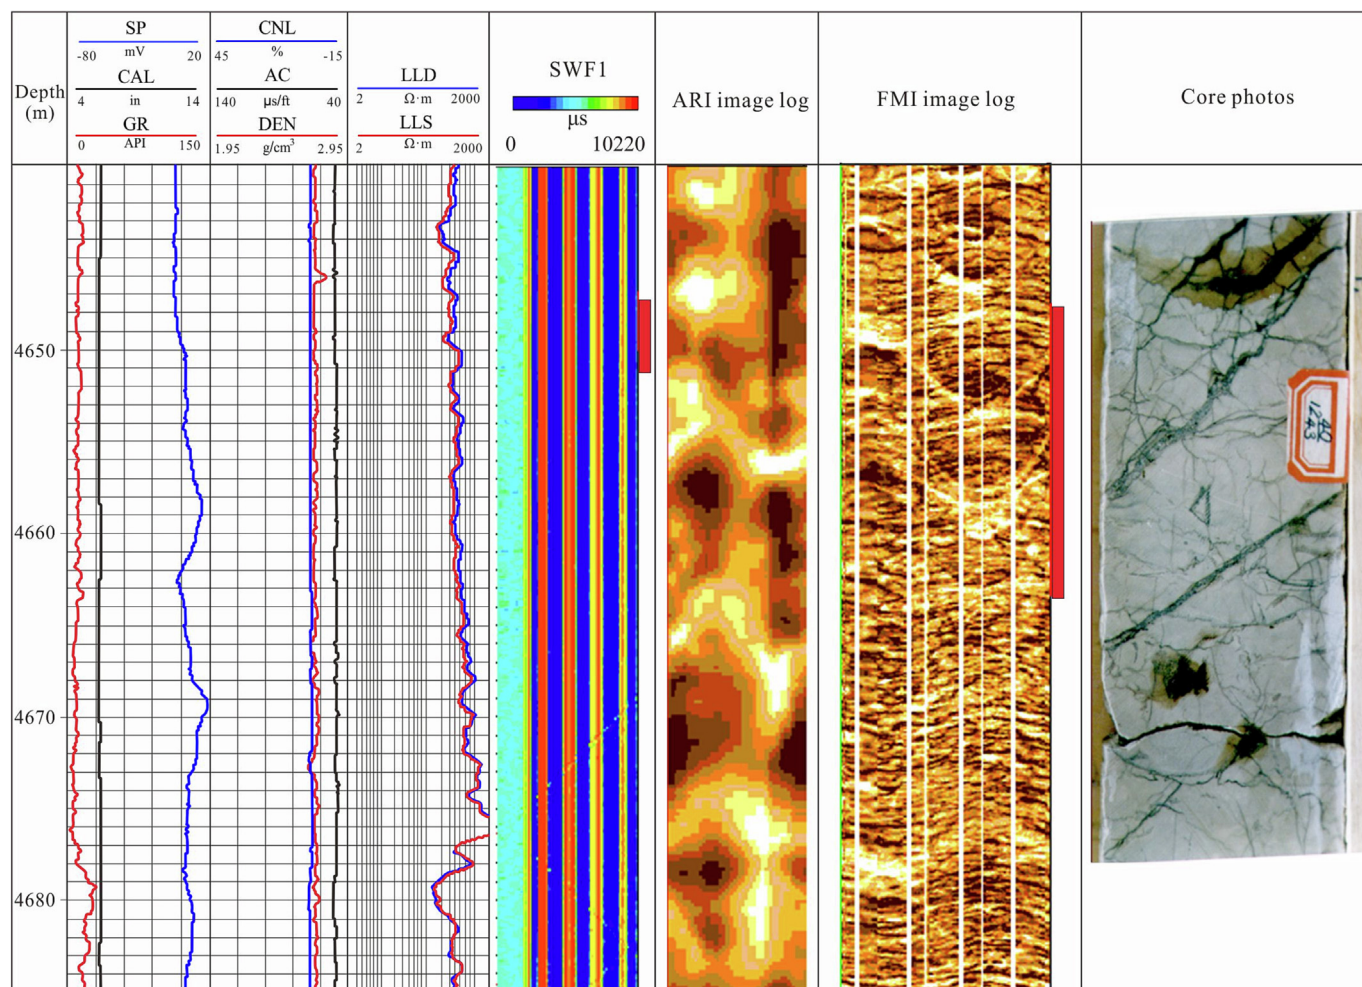 Depth
(m)
SP
-80 mV 20
CAL
4 in 14
GR
0 API 150
CNL
45 % -15
AC
140 μs/ft 40
DEN
1.95 g/cm³ 2.95
LLD
2 Ω·m 2000
LLS
2 Ω·m 2000
SWF1
μs
0 10220
ARI image log
FMI image log
Core photos
4650
4660
4670
4680